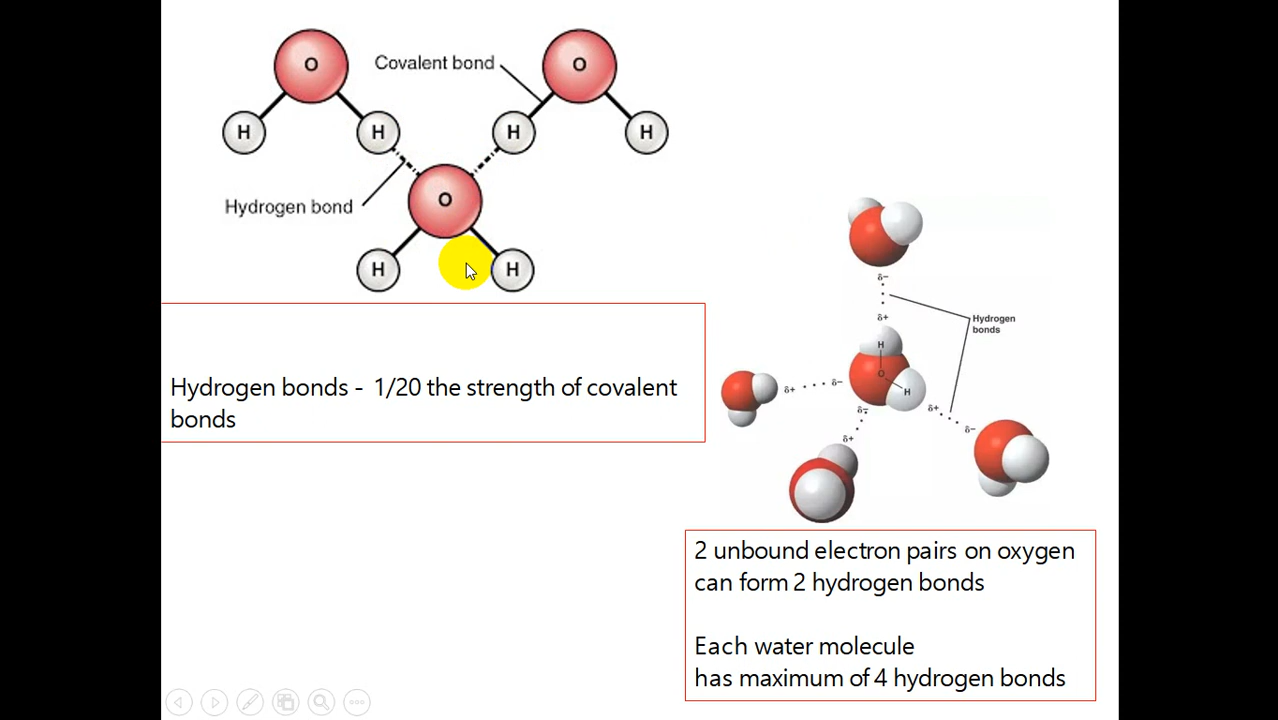 O
Covalent bond
O
H
H
H
H
Hydrogen bond
O
H
H
Hydrogen bonds - 1/20 the strength of covalent
bonds
δ−
δ+
Hydrogen
bonds
H
O
H
δ+
δ−
δ−
δ+
δ+
δ−
2 unbound electron pairs on oxygen
can form 2 hydrogen bonds
Each water molecule
has maximum of 4 hydrogen bonds